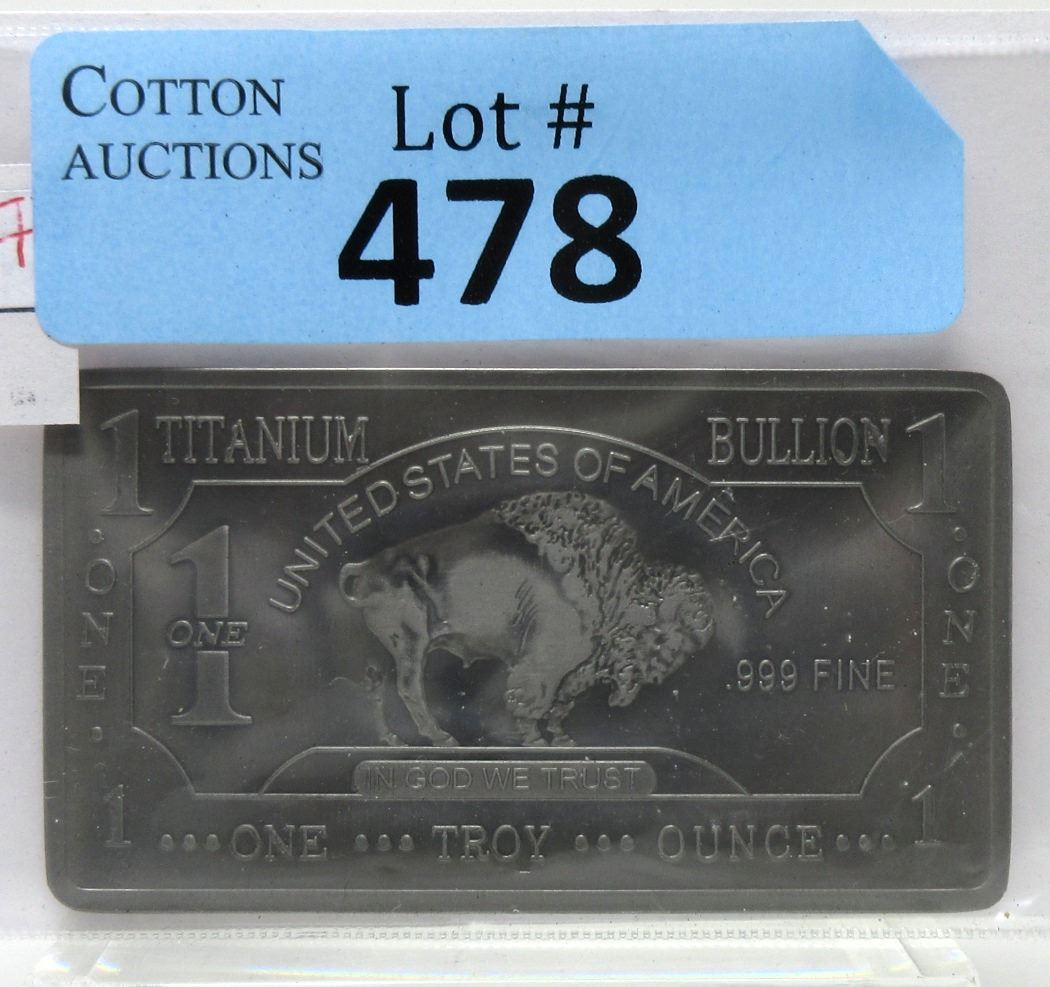 COTTON
AUCTIONS
Lot #
478
7
1 TITANIUM BULLION 1
UNITED STATES OF AMERICA
· ONE ·
1
ONE
.999 FINE
· ONE ·
IN GOD WE TRUST
1 ... ONE ... TROY ... OUNCE ... 1